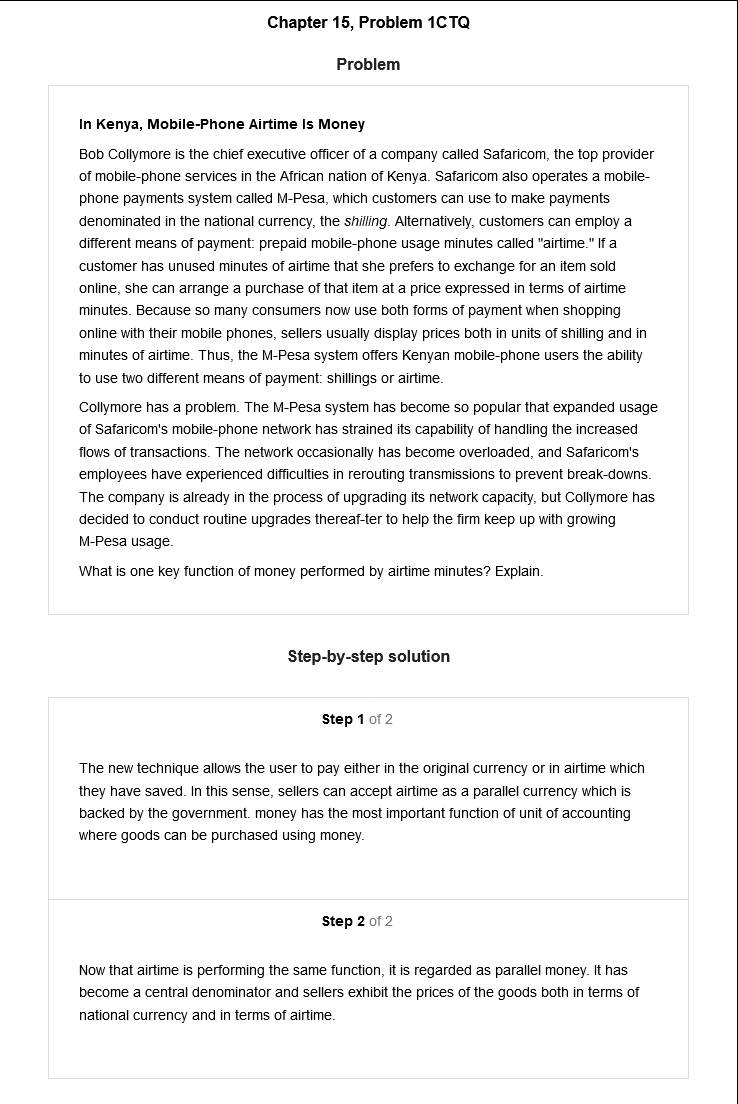 Chapter 15, Problem 1CTQ
Problem
In Kenya, Mobile-Phone Airtime Is Money
Bob Collymore is the chief executive officer of a company called Safaricom, the top provider
of mobile-phone services in the African nation of Kenya. Safaricom also operates a mobile-
phone payments system called M-Pesa, which customers can use to make payments
denominated in the national currency, the shilling. Alternatively, customers can employ a
different means of payment: prepaid mobile-phone usage minutes called "airtime." If a
customer has unused minutes of airtime that she prefers to exchange for an item sold
online, she can arrange a purchase of that item at a price expressed in terms of airtime
minutes. Because so many consumers now use both forms of payment when shopping
online with their mobile phones, sellers usually display prices both in units of shilling and in
minutes of airtime. Thus, the M-Pesa system offers Kenyan mobile-phone users the ability
to use two different means of payment: shillings or airtime.
Collymore has a problem. The M-Pesa system has become so popular that expanded usage
of Safaricom's mobile-phone network has strained its capability of handling the increased
flows of transactions. The network occasionally has become overloaded, and Safaricom's
employees have experienced difficulties in rerouting transmissions to prevent break-downs.
The company is already in the process of upgrading its network capacity, but Collymore has
decided to conduct routine upgrades thereaf-ter to help the firm keep up with growing
M-Pesa usage.
What is one key function of money performed by airtime minutes? Explain.
Step-by-step solution
Step 1 of 2
The new technique allows the user to pay either in the original currency or in airtime which
they have saved. In this sense, sellers can accept airtime as a parallel currency which is
backed by the government. money has the most important function of unit of accounting
where goods can be purchased using money.
Step 2 of 2
Now that airtime is performing the same function, it is regarded as parallel money. It has
become a central denominator and sellers exhibit the prices of the goods both in terms of
national currency and in terms of airtime.